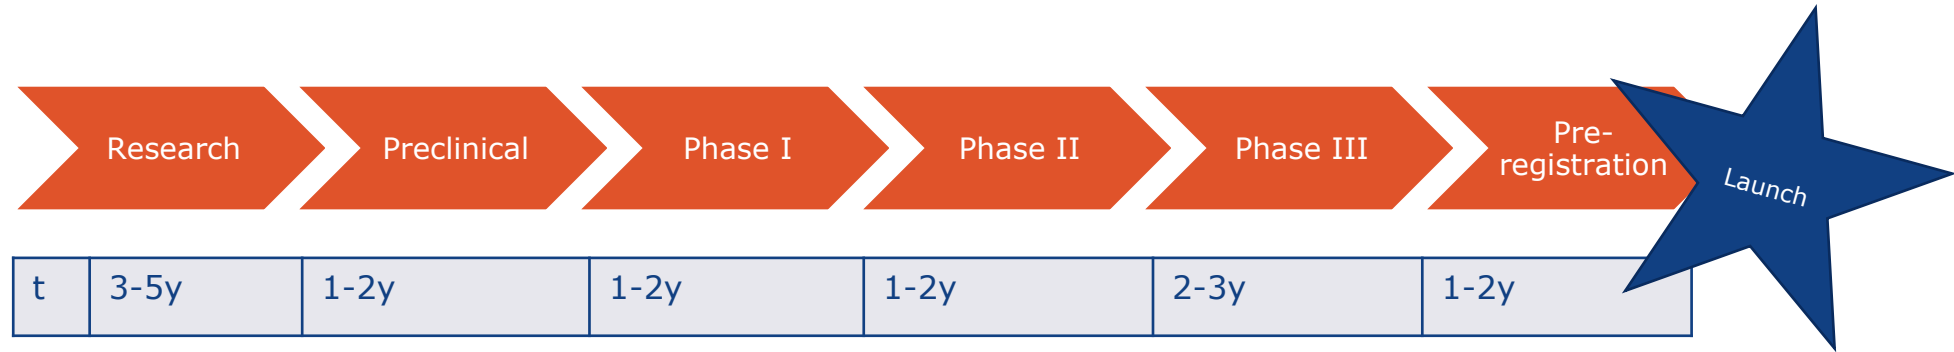 Research
Preclinical
Phase I
Phase II
Phase III
Pre-
registration
Launch
t
3-5y
1-2y
1-2y
1-2y
2-3y
1-2y